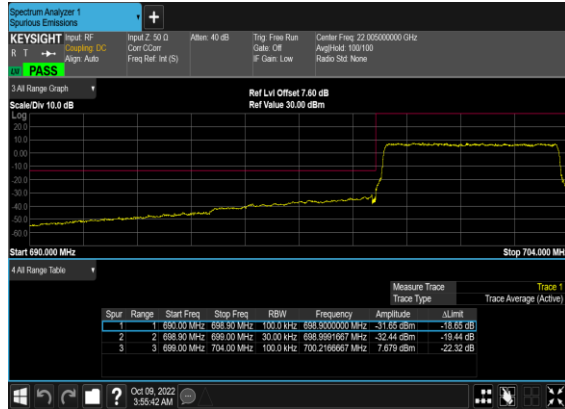 Spectrum Analyzer 1
Spurious Emissions
+
KEYSIGHT Input: RF Input Z: 50 Ω Atten: 40 dB Trig: Free Run Center Freq: 22.005000000 GHz
R T Coupling: DC Corr CCorr Gate: Off Avg|Hold: 100/100
Align: Auto Freq Ref: Int (S) IF Gain: Low Radio Std: None
PASS
3 All Range Graph
Ref Lvl Offset 7.60 dB
Scale/Div 10.0 dB Ref Value 30.00 dBm
Log
20.0
10.0
0.00
-10.0
-20.0
-30.0
-40.0
-50.0
-60.0
Start 690.000 MHz Stop 704.000 MH
4 All Range Table
Measure Trace Trace 1
Trace Type Trace Average (Active)
Spur Range Start Freq Stop Freq RBW Frequency Amplitude ΔLimit
1 1 690.00 MHz 698.90 MHz 100.0 kHz 698.9000000 MHz -31.65 dBm -18.65 dB
2 2 698.90 MHz 699.00 MHz 30.00 kHz 698.9991667 MHz -32.44 dBm -19.44 dB
3 3 699.00 MHz 704.00 MHz 100.0 kHz 700.2166667 MHz 7.679 dBm -22.32 dB
?
Oct 09, 2022
3:55:42 AM